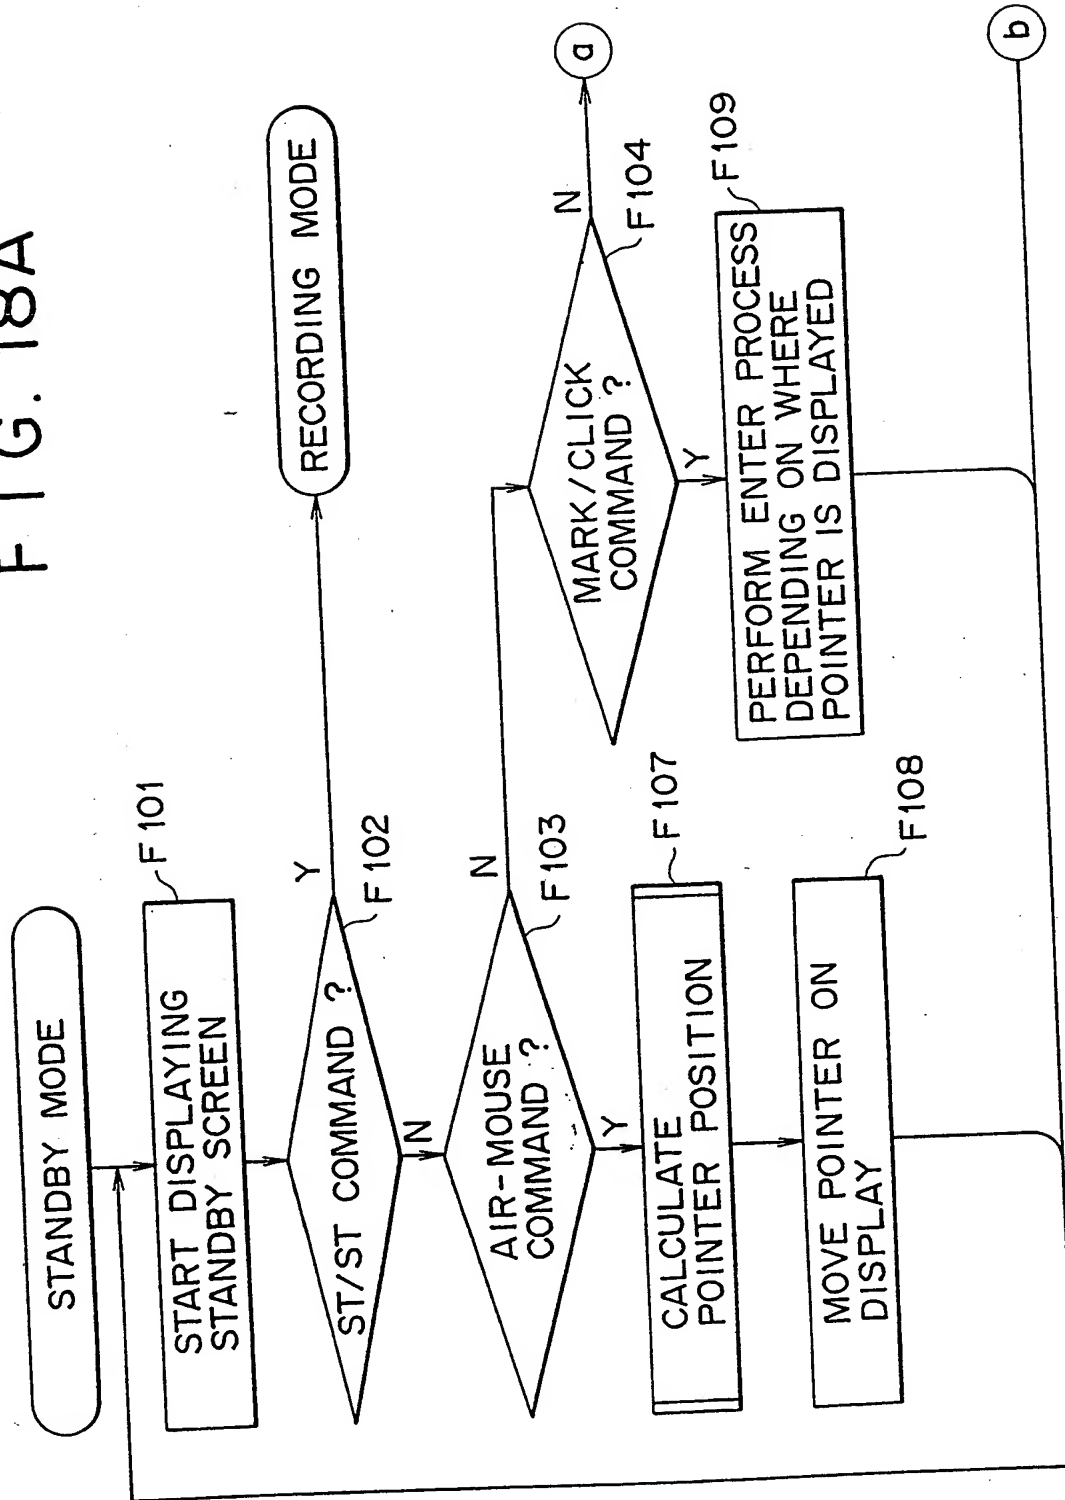 FIG. 18A
STANDBY MODE
START DISPLAYING
STANDBY SCREEN
F101
ST/ST COMMAND ?
F102
Y
N
RECORDING MODE
AIR-MOUSE
COMMAND ?
F103
N
Y
MARK/CLICK
COMMAND ?
F104
N
Y
a
CALCULATE
POINTER POSITION
F107
MOVE POINTER ON
DISPLAY
F108
PERFORM ENTER PROCESS
DEPENDING ON WHERE
POINTER IS DISPLAYED
F109
b